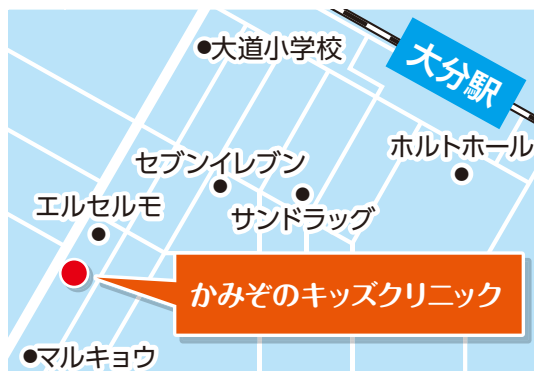 大道小学校
大分駅
ホルトホール
セブンイレブン
サンドラッグ
エルセルモ
かみぞのキッズクリニック
マルキョウ